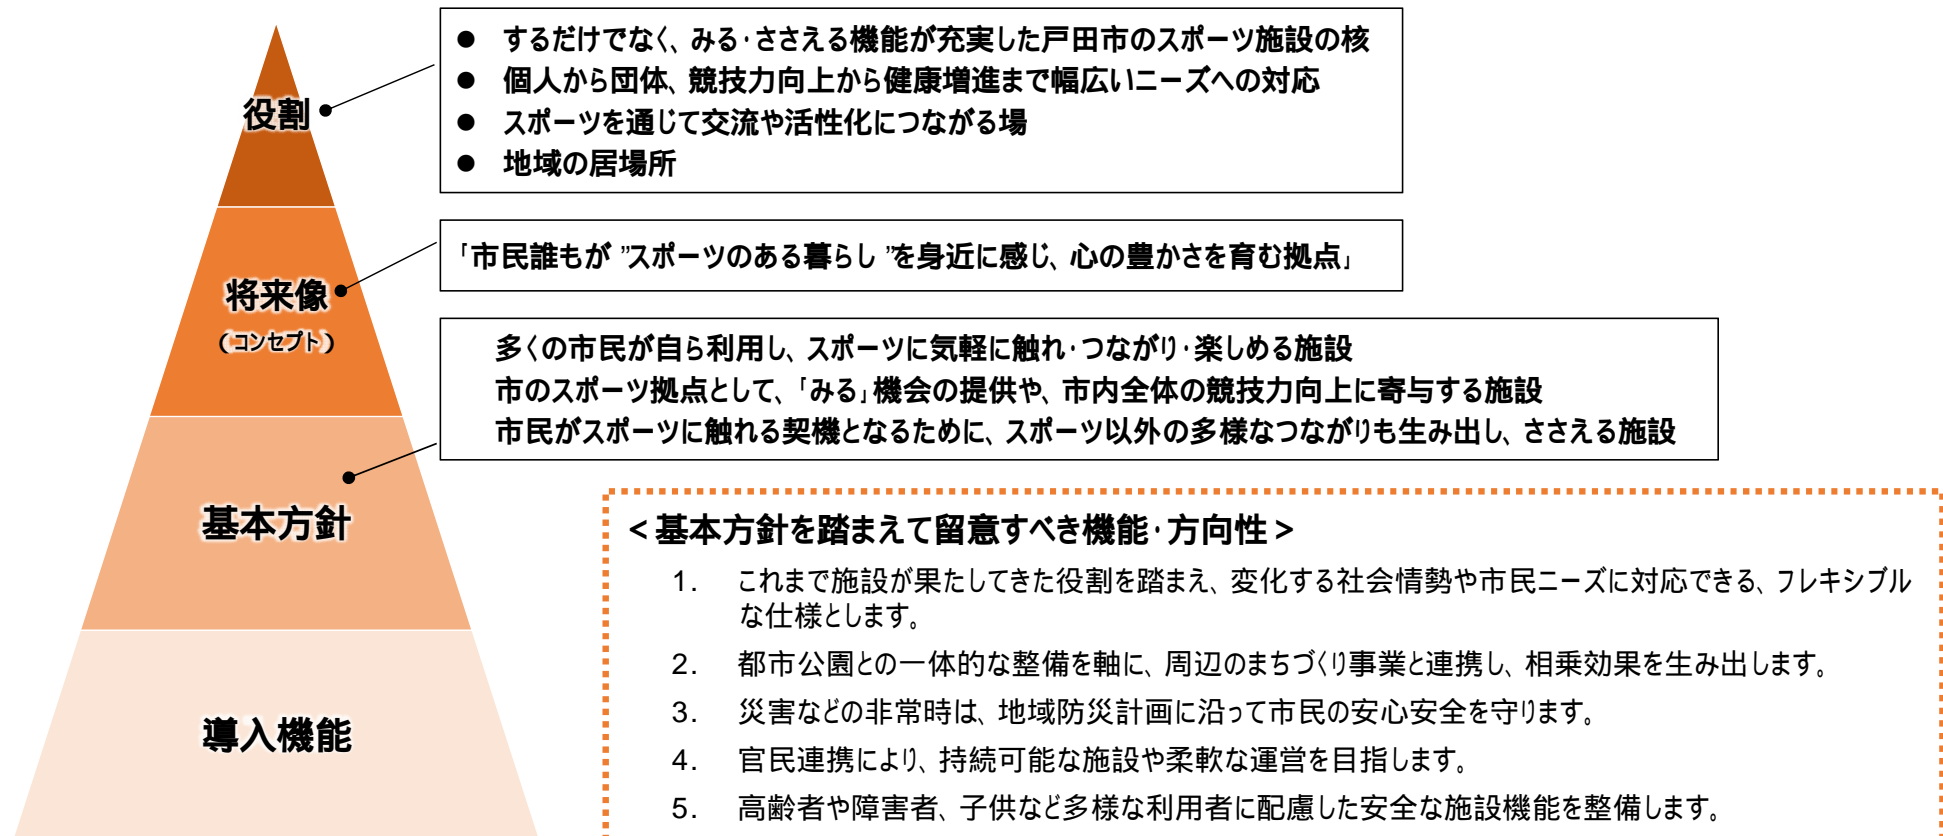 役割
● するだけでなく、みる・ささえる機能が充実した戸田市のスポーツ施設の核
● 個人から団体、競技力向上から健康増進まで幅広いニーズへの対応
● スポーツを通じて交流や活性化につながる場
● 地域の居場所
将来像
（コンセプト）
「市民誰もが ”スポーツのある暮らし ”を身近に感じ、心の豊かさを育む拠点」
多くの市民が自ら利用し、スポーツに気軽に触れ・つながり・楽しめる施設
市のスポーツ拠点として、「みる」機会の提供や、市内全体の競技力向上に寄与する施設
市民がスポーツに触れる契機となるために、スポーツ以外の多様なつながりも生み出し、ささえる施設
基本方針
＜基本方針を踏まえて留意すべき機能・方向性＞
1. これまで施設が果たしてきた役割を踏まえ、変化する社会情勢や市民ニーズに対応できる、フレキシブル
な仕様とします。
2. 都市公園との一体的な整備を軸に、周辺のまちづくり事業と連携し、相乗効果を生み出します。
3. 災害などの非常時は、地域防災計画に沿って市民の安心安全を守ります。
4. 官民連携により、持続可能な施設や柔軟な運営を目指します。
5. 高齢者や障害者、子供など多様な利用者に配慮した安全な施設機能を整備します。
導入機能